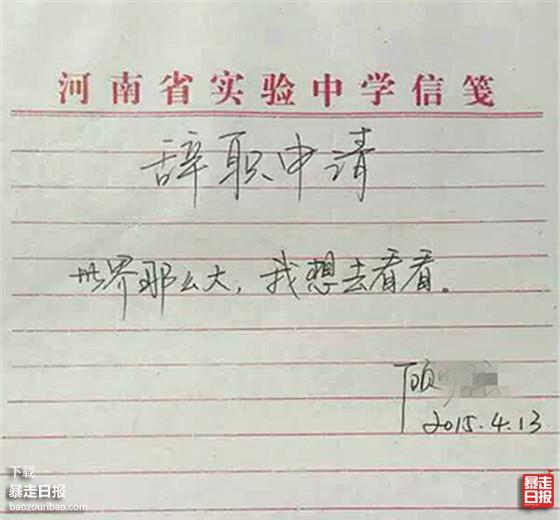 河南省实验中学信笺
辞职申请
世界那么大，我想去看看。
顾
2015.4.13
下载
暴走日报
baozouribao.com
暴走日报